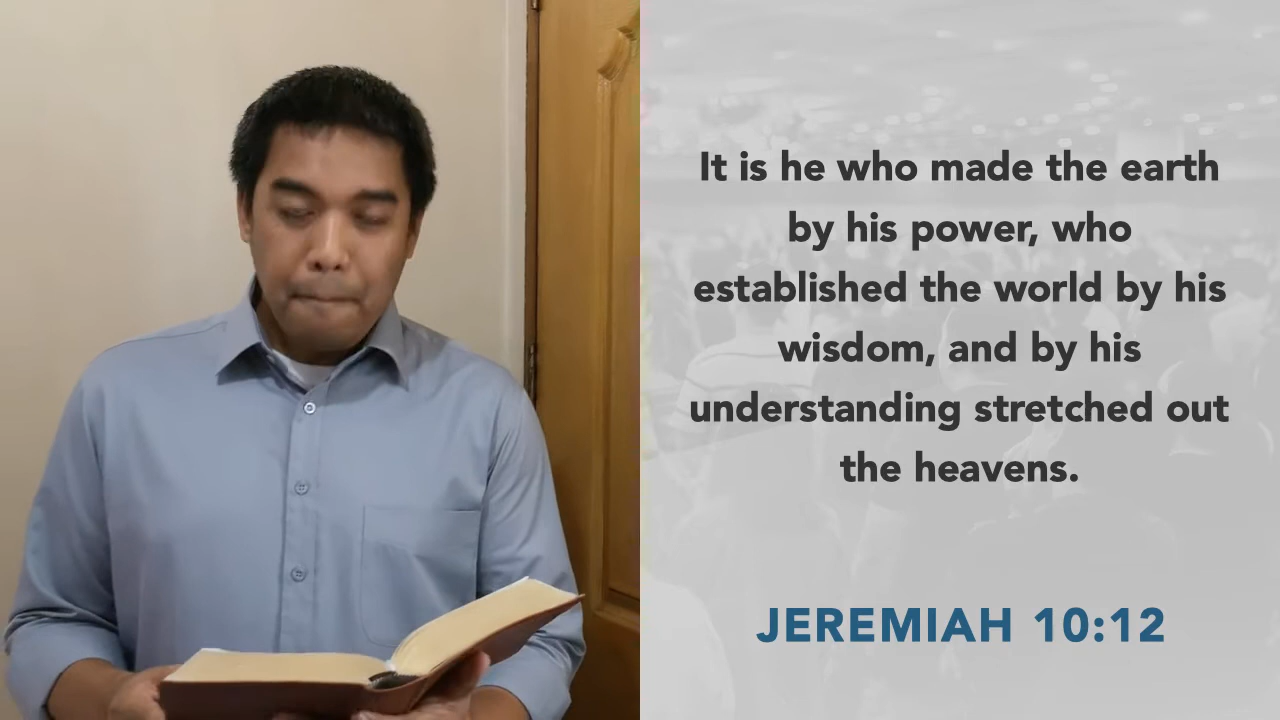 It is he who made the earth
by his power, who
established the world by his
wisdom, and by his
understanding stretched out
the heavens.
JEREMIAH 10:12